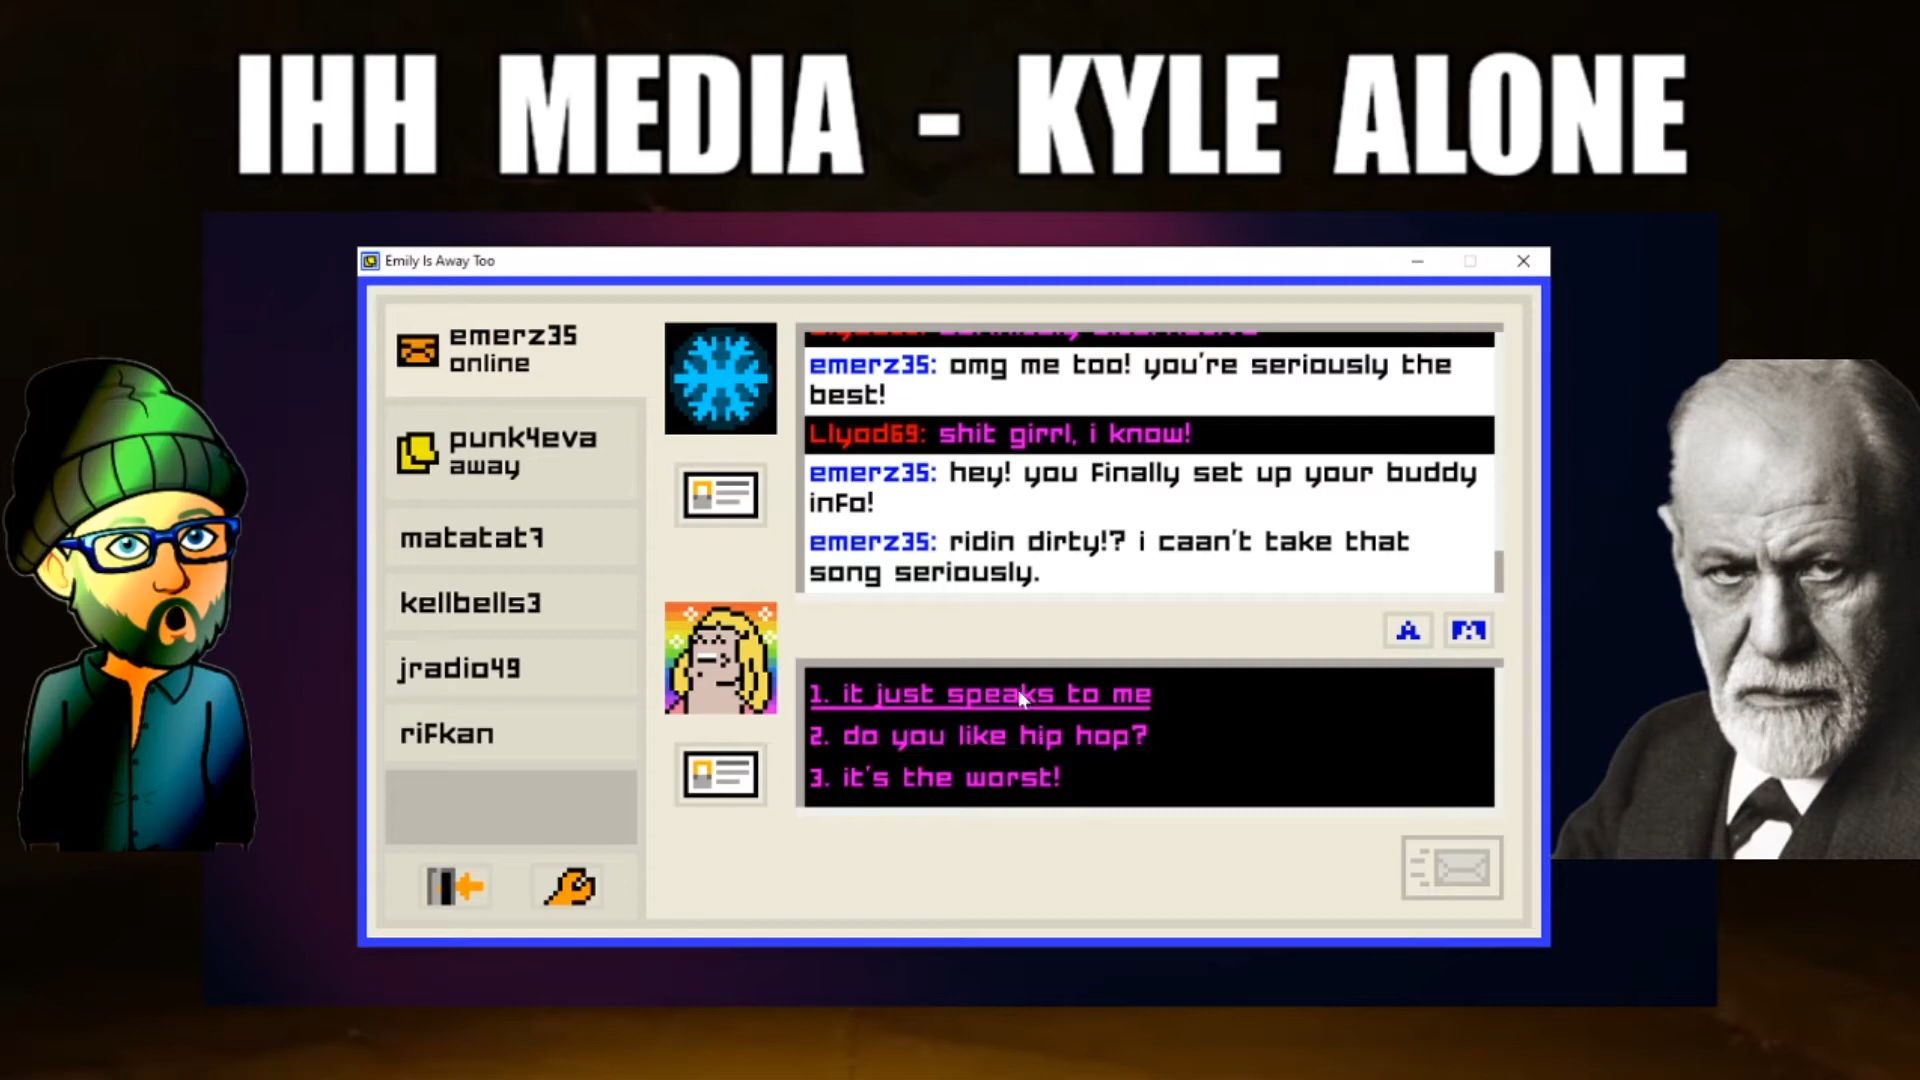 IHH MEDIA - KYLE ALONE
Emily Is Away Too
emerz35
online
punk4eva
away
matatat7
kellbells3
jradio49
rifkan
emerz35: omg me too! you're seriously the
best!
Llyod69: shit girrl, i know!
emerz35: hey! you finally set up your buddy
info!
emerz35: ridin dirty!? i caan't take that
song seriously.
A
1. it just speaks to me
2. do you like hip hop?
3. it's the worst!